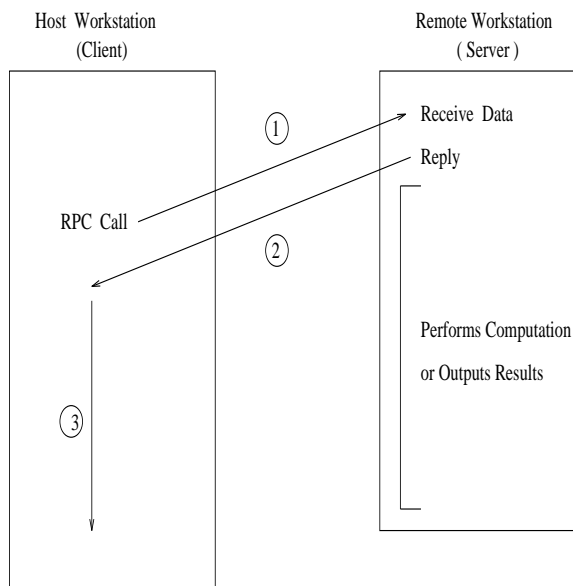 Host Workstation
(Client)
Remote Workstation
( Server )
1
Receive Data
Reply
RPC Call
2
Performs Computation
or Outputs Results
3